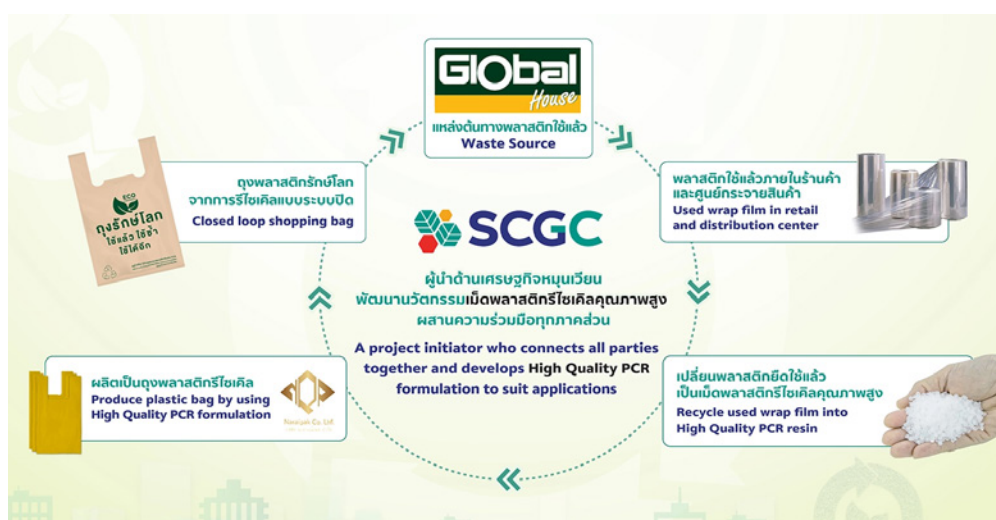 Global
House
แหล่งต้นทางพลาสติกใช้แล้ว
Waste Source
พลาสติกใช้แล้วภายในร้านค้า
และศูนย์กระจายสินค้า
Used wrap film in retail
and distribution center
ถุงพลาสติกรักษ์โลก
จากการรีไซเคิลแบบระบบปิด
Closed loop shopping bag
ECO
ถุงรักษ์โลก
ใช้แล้ว ใช้ซ้ำ
ใช้ได้อีก
SCGC
ผู้นำด้านเศรษฐกิจหมุนเวียน
พัฒนานวัตกรรมเม็ดพลาสติกรีไซเคิลคุณภาพสูง
ผสานความร่วมมือทุกภาคส่วน
A project initiator who connects all parties
together and develops High Quality PCR
formulation to suit applications
เปลี่ยนพลาสติกยืดใช้แล้ว
เป็นเม็ดพลาสติกรีไซเคิลคุณภาพสูง
Recycle used wrap film into
High Quality PCR resin
ผลิตเป็นถุงพลาสติกรีไซเคิล
Produce plastic bag by using
High Quality PCR formulation
Co. Ltd.